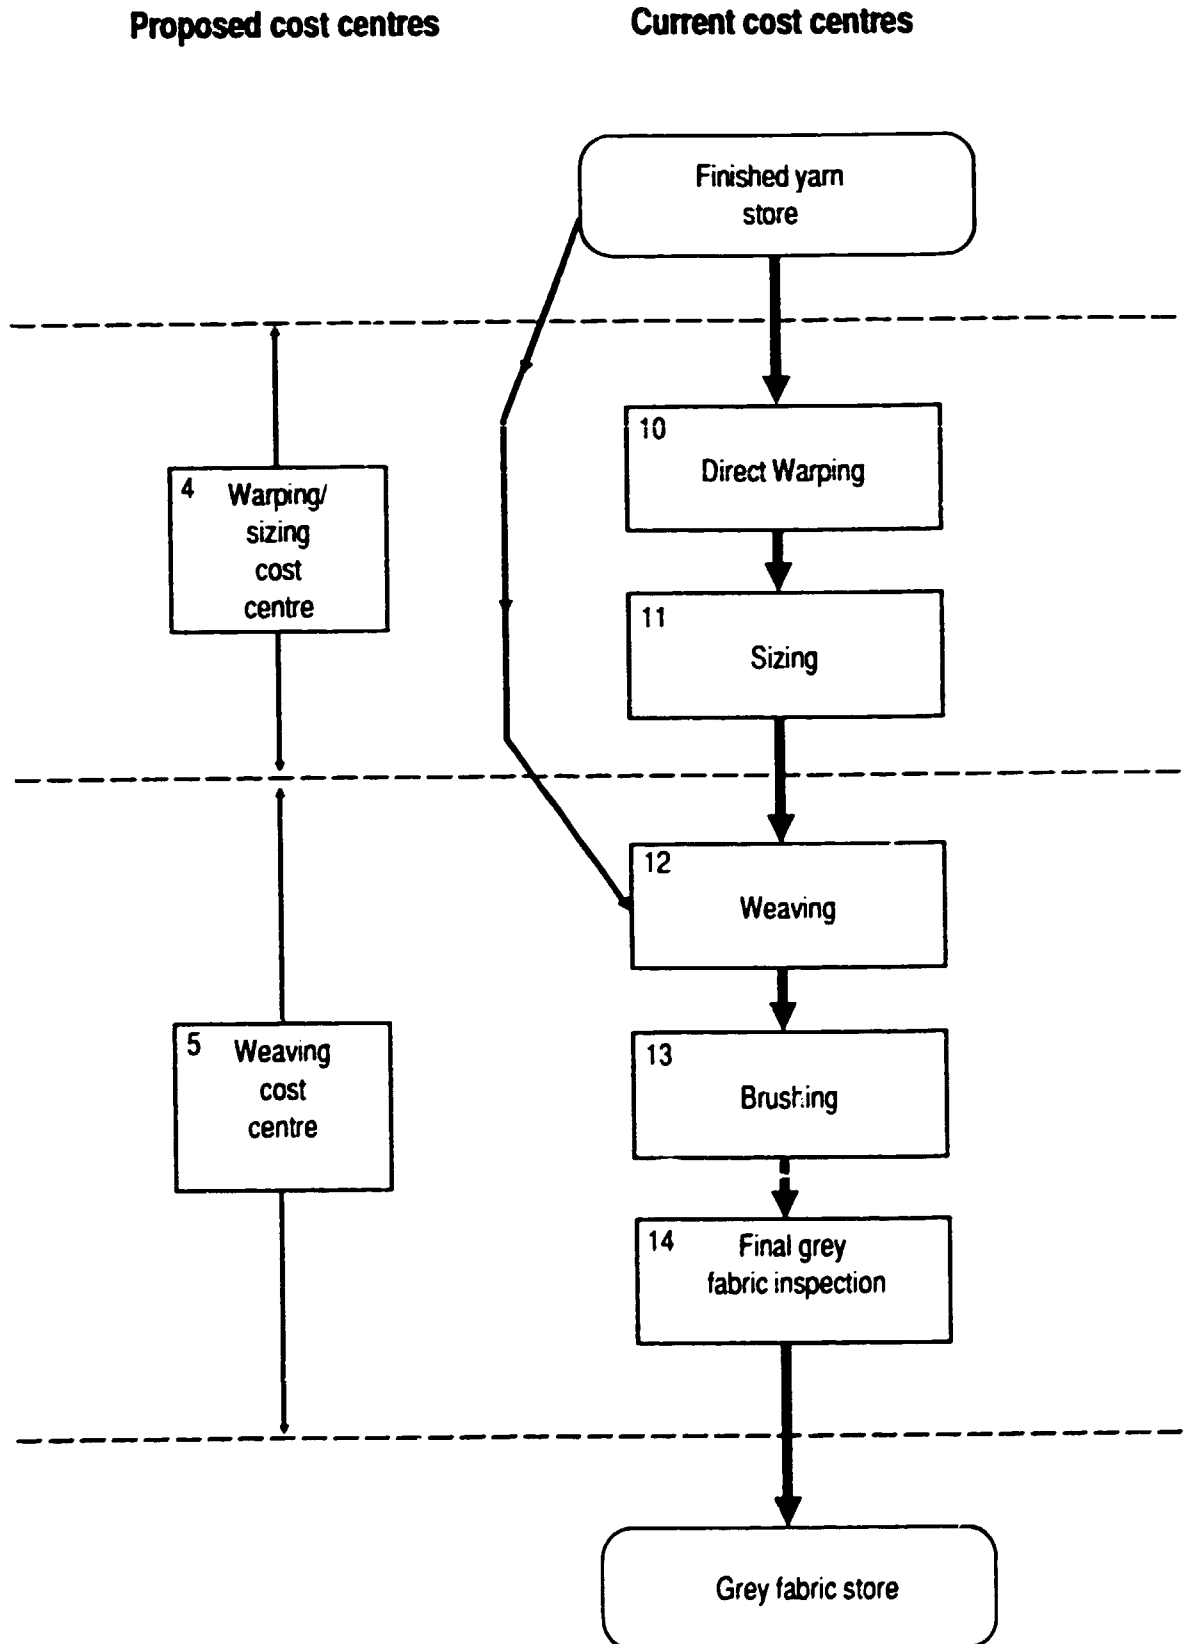 Proposed cost centres
Current cost centres
Finished yarn
store
10
Direct Warping
4
Warping/
sizing
cost
centre
11
Sizing
12
Weaving
5
Weaving
cost
centre
13
Brushing
14
Final grey
fabric inspection
Grey fabric store